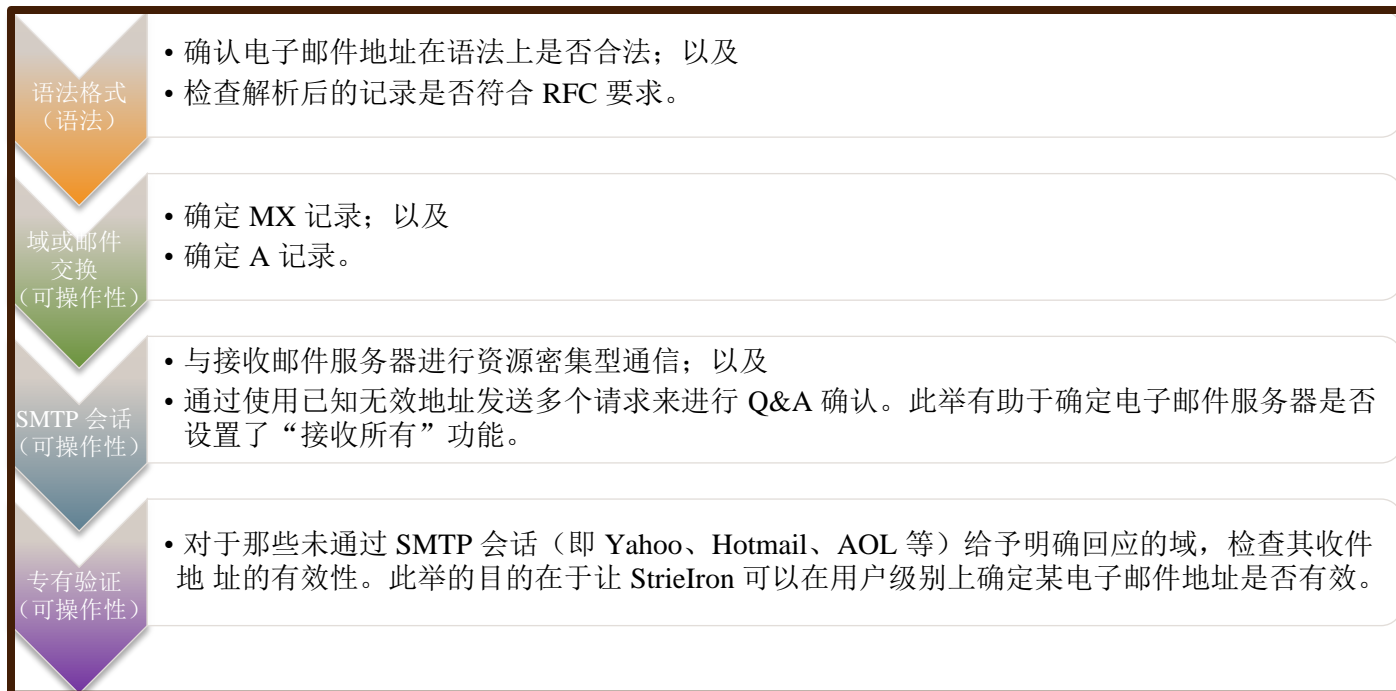 语法格式
（语法）
• 确认电子邮件地址在语法上是否合法；以及
• 检查解析后的记录是否符合 RFC 要求。
域或邮件
交换
（可操作性）
• 确定 MX 记录；以及
• 确定 A 记录。
SMTP 会话
（可操作性）
• 与接收邮件服务器进行资源密集型通信；以及
• 通过使用已知无效地址发送多个请求来进行 Q&A 确认。此举有助于确定电子邮件服务器是否
设置了“接收所有”功能。
专有验证
（可操作性）
• 对于那些未通过 SMTP 会话（即 Yahoo、Hotmail、AOL 等）给予明确回应的域，检查其收件
地 址的有效性。此举的目的在于让 StrieIron 可以在用户级别上确定某电子邮件地址是否有效。